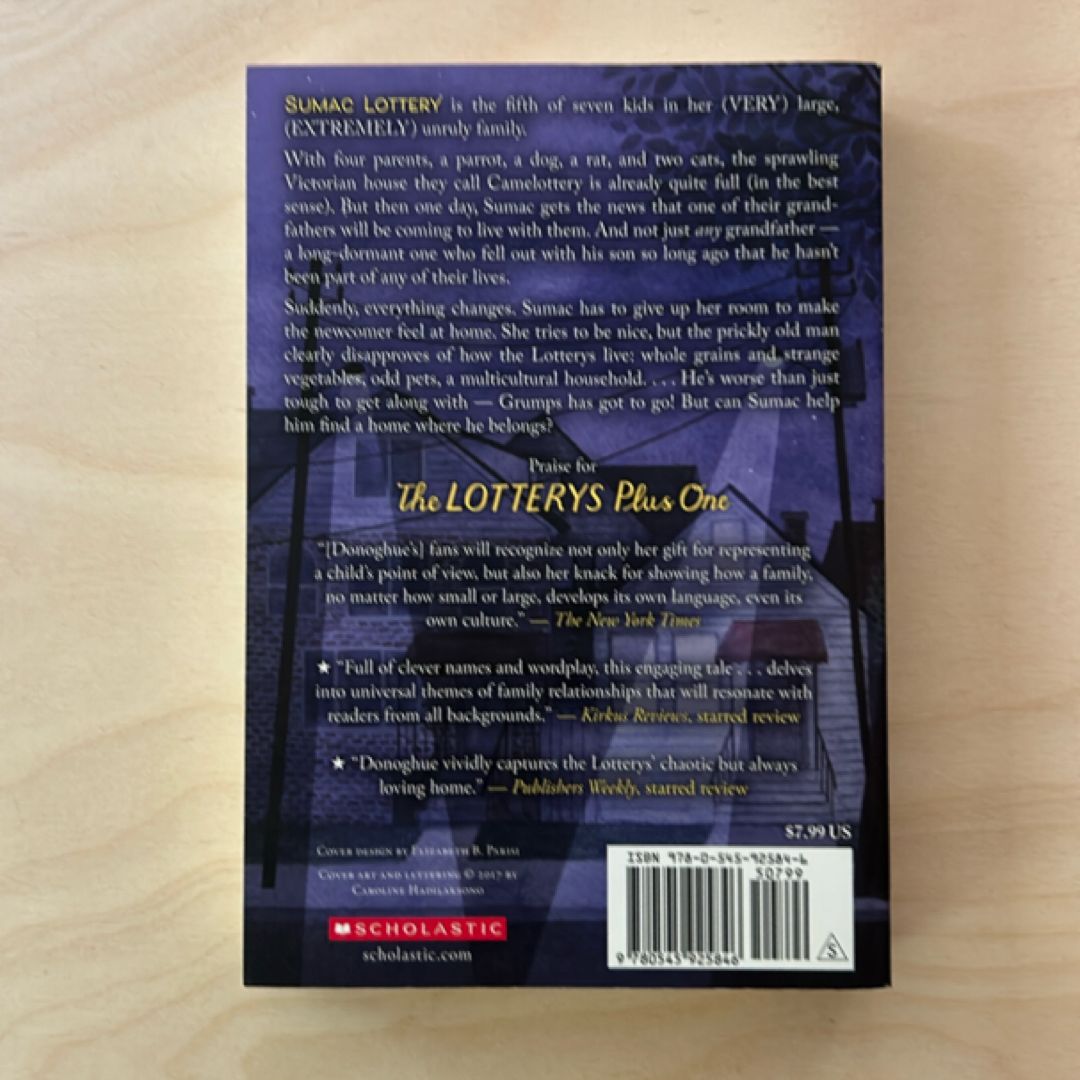 SUMAC LOTTERY is the fifth of seven kids in her (VERY) large,
(EXTREMELY) unruly family.
With four parents, a parrot, a dog, a rat, and two cats, the sprawling
Victorian house they call Camelottery is already quite full (in the best
sense). But then one day, Sumac gets the news that one of their grand-
fathers will be coming to live with them. And not just any grandfather —
a long-dormant one who fell out with his son so long ago that he hasn't
been part of any of their lives.
Suddenly, everything changes. Sumac has to give up her room to make
the newcomer feel at home. She tries to be nice, but the prickly old man
clearly disapproves of how the Lotterys live: whole grains and strange
vegetables, odd pets, a multicultural household. . . . He's worse than just
tough to get along with — Grumps has got to go! But can Sumac help
him find a home where he belongs?
Praise for
The LOTTERYS Plus One
"[Donoghue's] fans will recognize not only her gift for representing
a child's point of view, but also her knack for showing how a family,
no matter how small or large, develops its own language, even its
own culture." — The New York Times
★ "Full of clever names and wordplay, this engaging tale . . . delves
into universal themes of family relationships that will resonate with
readers from all backgrounds." — Kirkus Reviews, starred review
★ "Donoghue vividly captures the Lotterys' chaotic but always
loving home." — Publishers Weekly, starred review
$7.99 US
Cover design by Elizabeth B. Parisi
Cover art and lettering © 2017 by
Caroline Hadilaksono
SCHOLASTIC
scholastic.com
ISBN 978-0-545-92584-6
50799
9 780545 925846
S